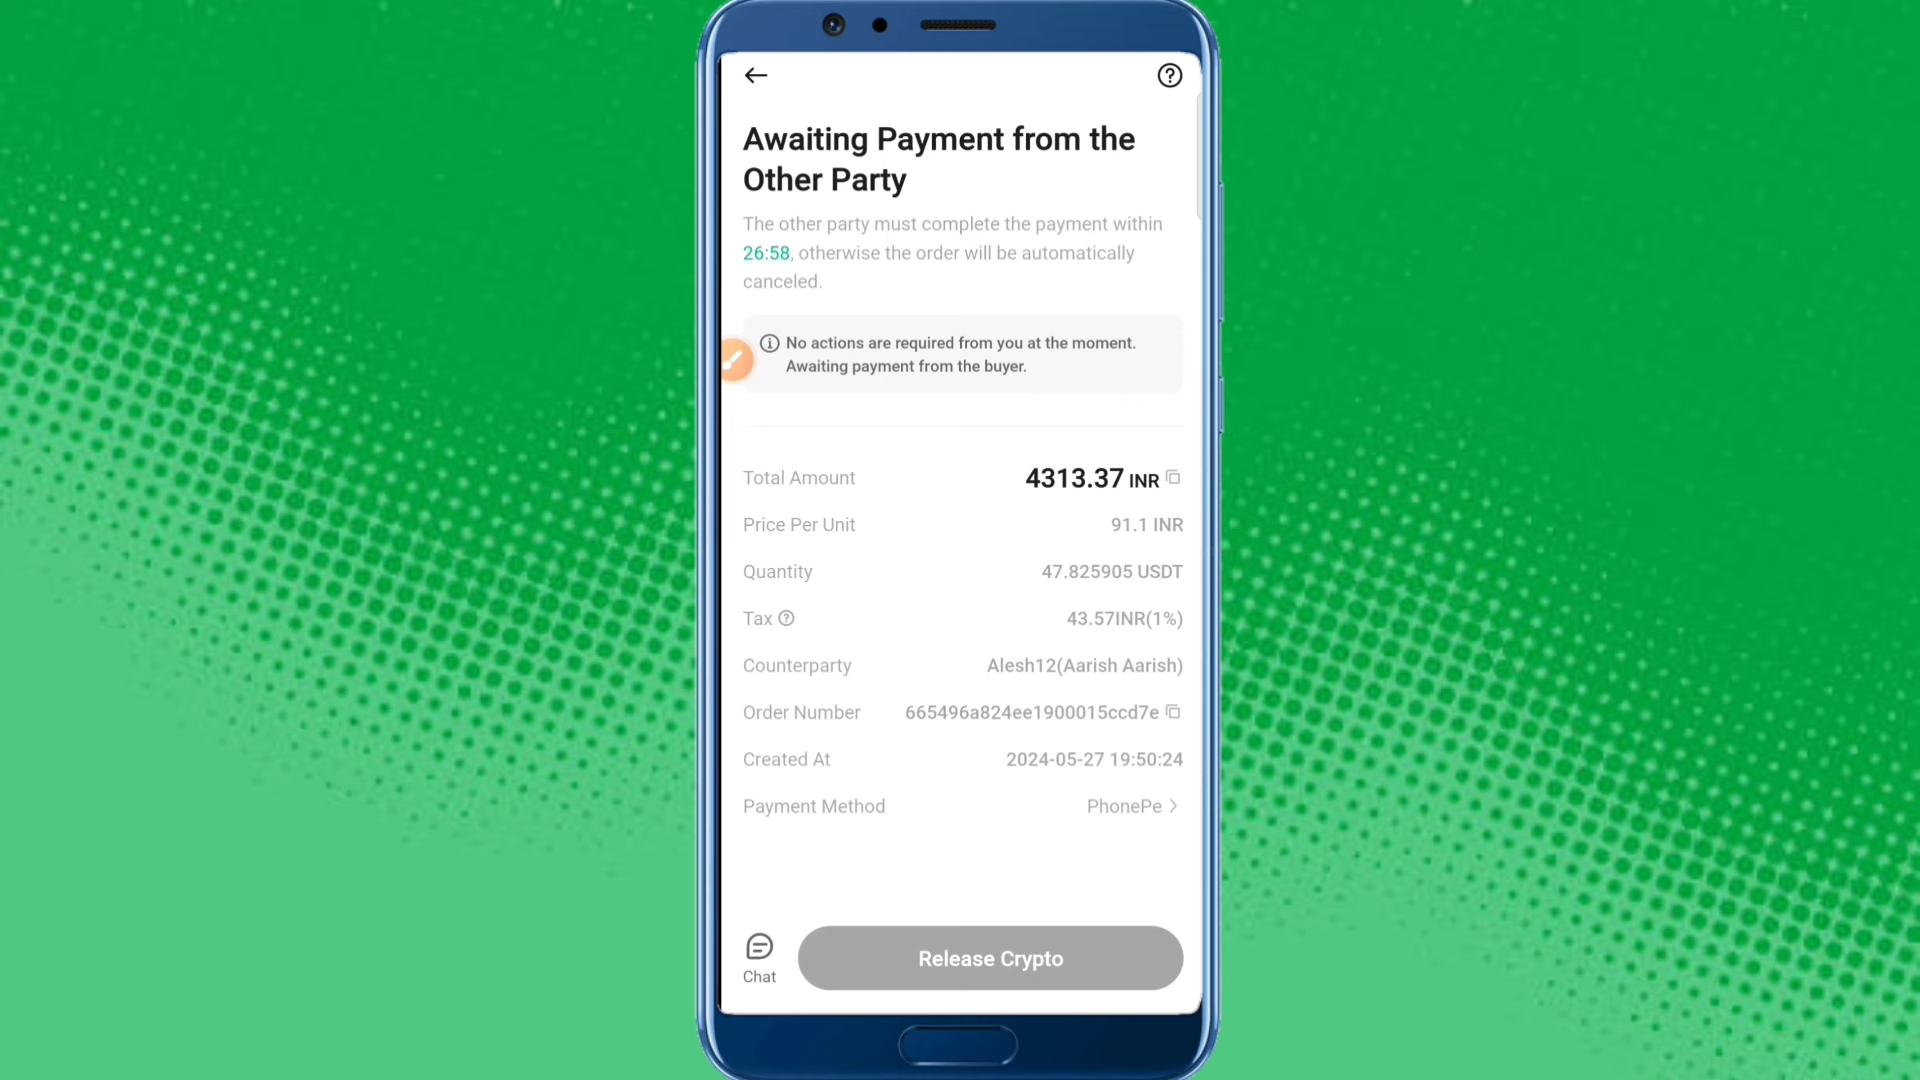 Awaiting Payment from the
Other Party
The other party must complete the payment within
26:58, otherwise the order will be automatically
canceled.
No actions are required from you at the moment.
Awaiting payment from the buyer.
Total Amount 4313.37 INR
Price Per Unit 91.1 INR
Quantity 47.825905 USDT
Tax 43.57INR(1%)
Counterparty Alesh12(Aarish Aarish)
Order Number 665496a824ee1900015ccd7e
Created At 2024-05-27 19:50:24
Payment Method PhonePe
Chat
Release Crypto